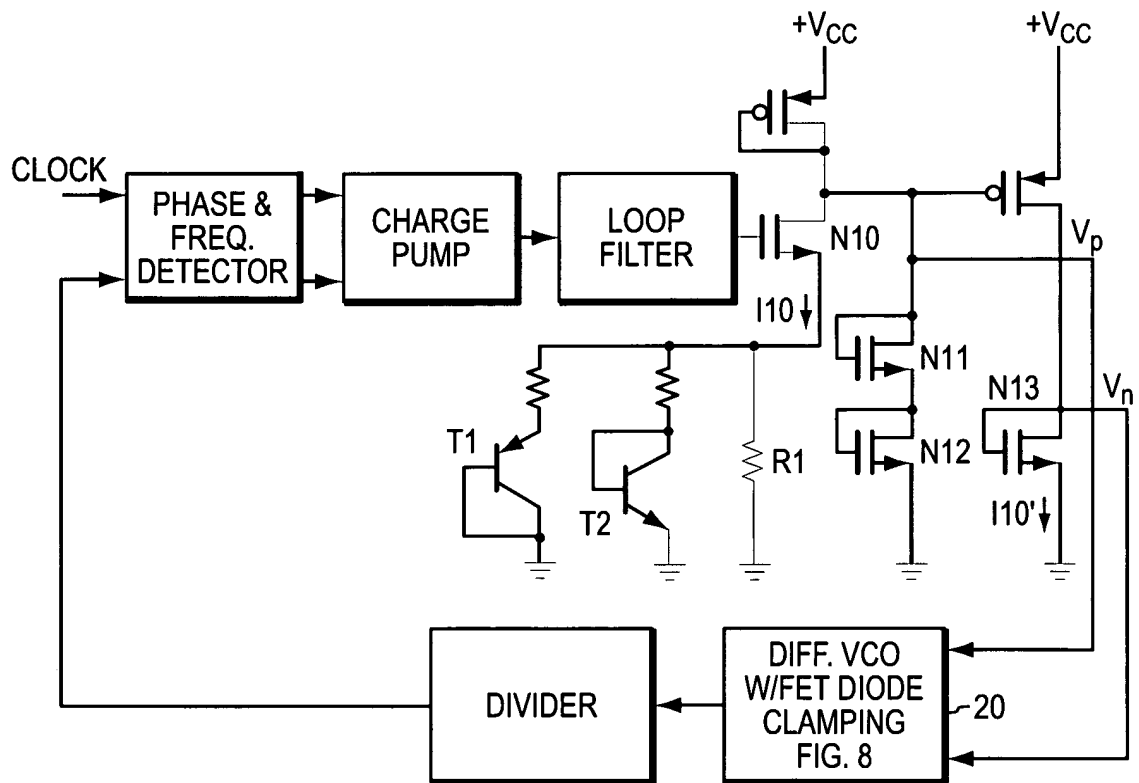 +VCC
+VCC
CLOCK
PHASE &
FREQ.
DETECTOR
CHARGE
PUMP
LOOP
FILTER
N10
Vp
I10
N11
N13
Vn
T1
T2
R1
N12
I10'
DIVIDER
DIFF. VCO
W/FET DIODE
CLAMPING
FIG. 8
20